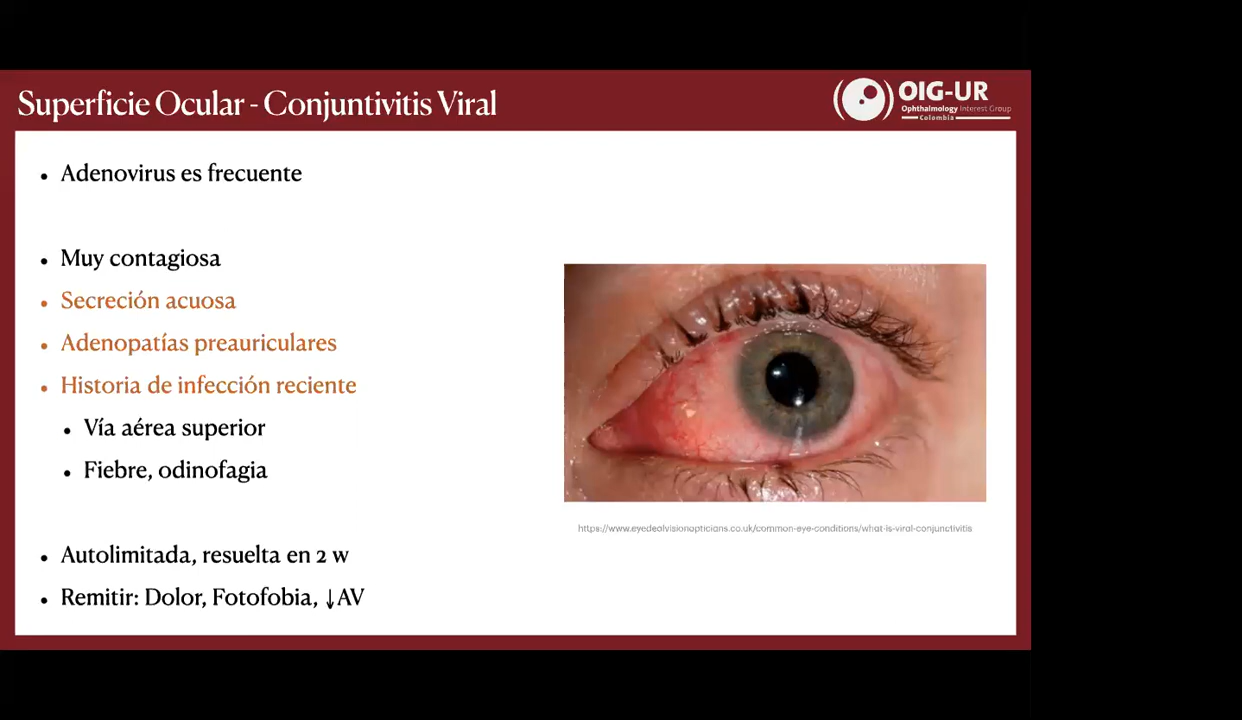 Superficie Ocular - Conjuntivitis Viral
OIG-UR
Ophthalmology Interest Group
Colombia
• Adenovirus es frecuente
• Muy contagiosa
• Secreción acuosa
• Adenopatías preauriculares
• Historia de infección reciente
• Vía aérea superior
• Fiebre, odinofagia
• Autolimitada, resuelta en 2 w
• Remitir: Dolor, Fotofobia, ↓AV
https://www.eyedealvisionopticians.co.uk/common-eye-conditions/what-is-viral-conjunctivitis